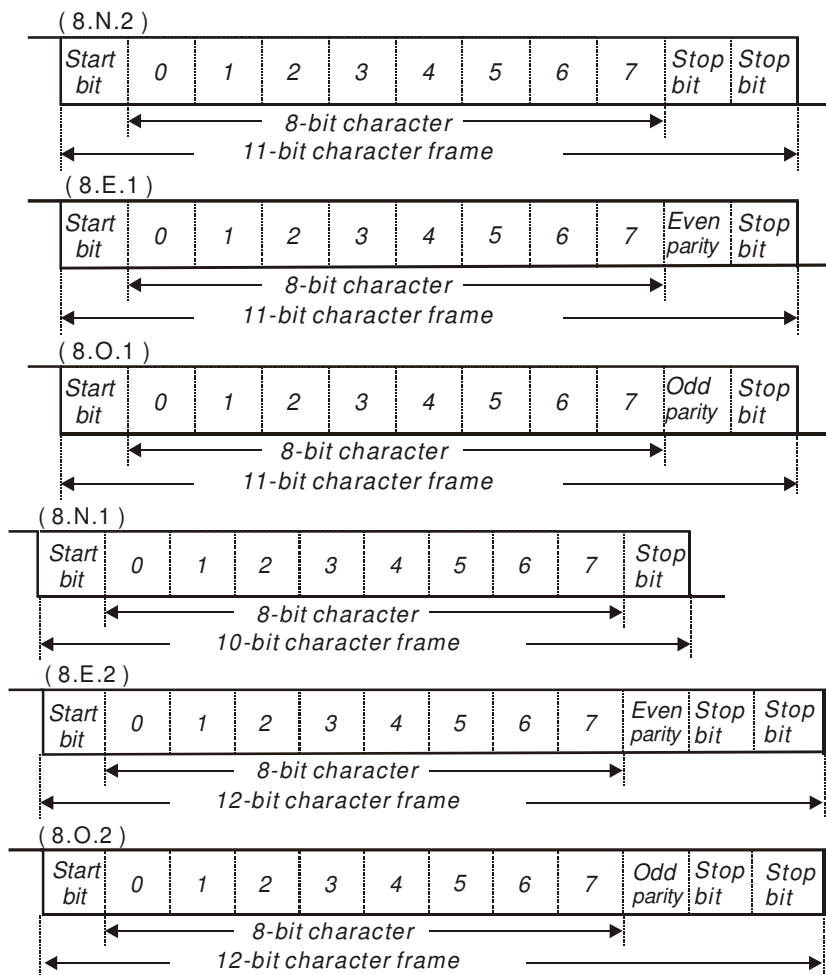 ( 8.N.2 )
Start bit 0 1 2 3 4 5 6 7 Stop bit Stop bit
8-bit character
11-bit character frame
( 8.E.1 )
Start bit 0 1 2 3 4 5 6 7 Even parity Stop bit
8-bit character
11-bit character frame
( 8.O.1 )
Start bit 0 1 2 3 4 5 6 7 Odd parity Stop bit
8-bit character
11-bit character frame
( 8.N.1 )
Start bit 0 1 2 3 4 5 6 7 Stop bit
8-bit character
10-bit character frame
( 8.E.2 )
Start bit 0 1 2 3 4 5 6 7 Even parity Stop bit Stop bit
8-bit character
12-bit character frame
( 8.O.2 )
Start bit 0 1 2 3 4 5 6 7 Odd parity Stop bit Stop bit
8-bit character
12-bit character frame